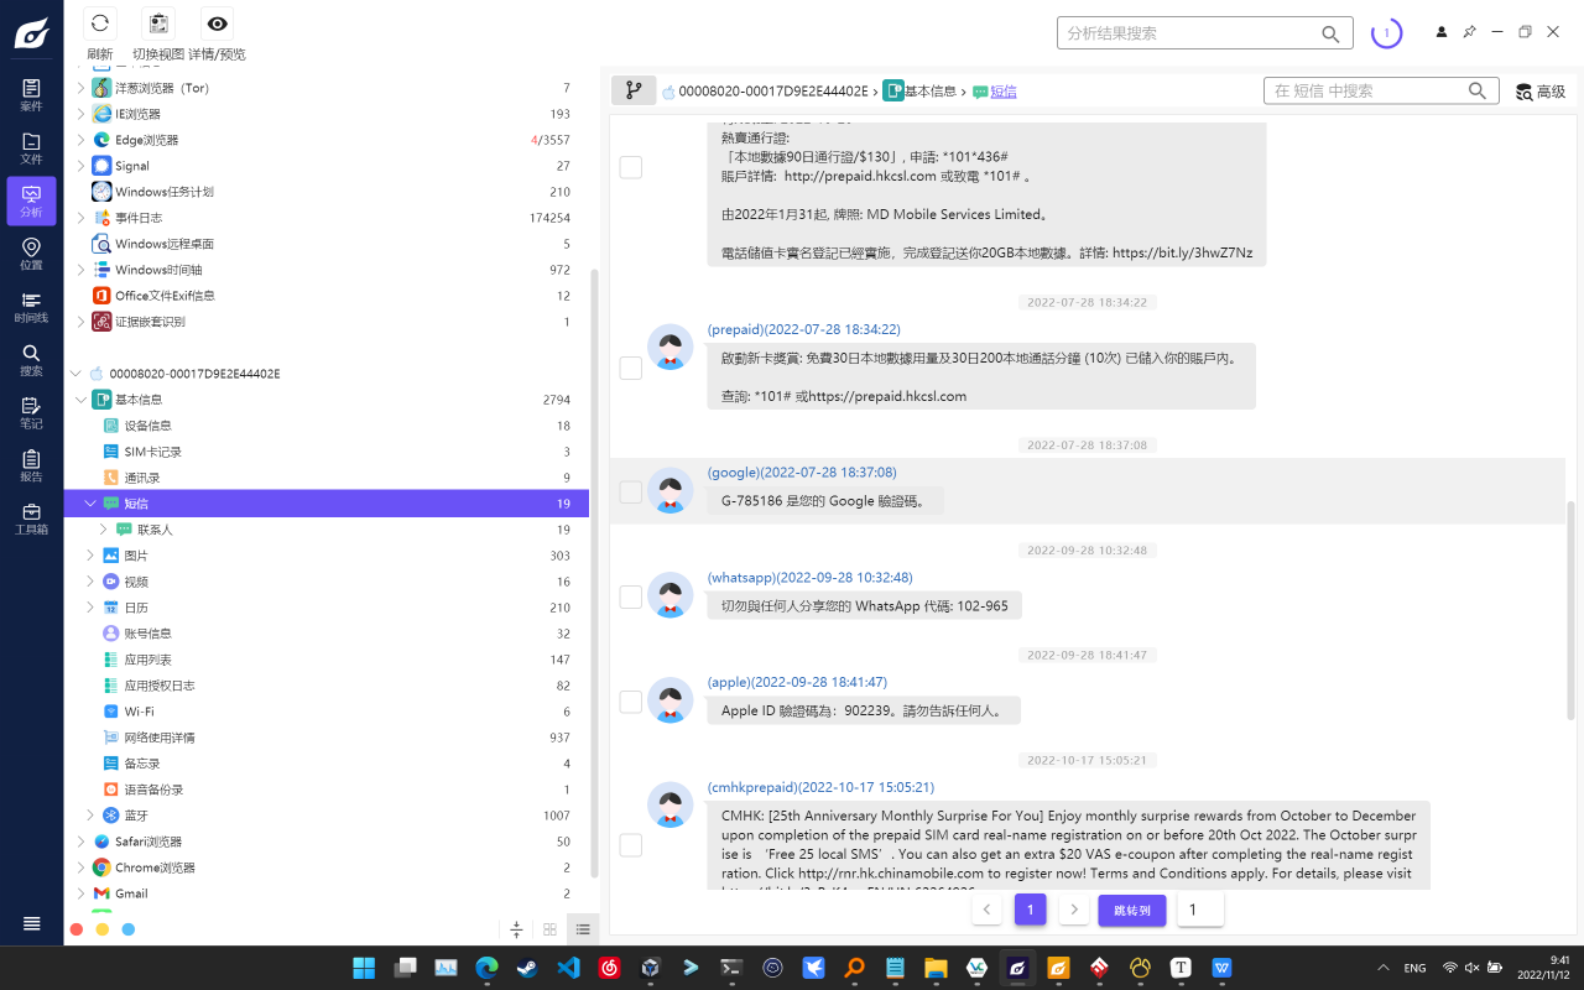 刷新
切换视图
详情/预览
分析结果搜索
1
案件
文件
分析
位置
时间线
搜索
笔记
报告
工具箱
洋葱浏览器（Tor） 7
IE浏览器 193
Edge浏览器 4/3557
Signal 27
Windows任务计划 210
事件日志 174254
Windows远程桌面 5
Windows时间轴 972
Office文件Exif信息 12
证据嵌套识别 1
00008020-00017D9E2E44402E
基本信息 2794
设备信息 18
SIM卡记录 3
通讯录 9
短信 19
联系人 19
图片 303
视频 16
日历 210
账号信息 32
应用列表 147
应用授权日志 82
Wi-Fi 6
网络使用详情 937
备忘录 4
语音备份录 1
蓝牙 1007
Safari浏览器 50
Chrome浏览器 2
Gmail 2
00008020-00017D9E2E44402E › 基本信息 › 短信
在 短信 中搜索
高级
熱賣通行證:
「本地數據90日通行證/$130」, 申請: *101*436#
賬戶詳情: http://prepaid.hkcsl.com 或致電 *101# 。
由2022年1月31起, 牌照: MD Mobile Services Limited。
電話儲值卡實名登記已經實施，完成登記送你20GB本地數據。詳情: https://bit.ly/3hwZ7Nz
2022-07-28 18:34:22
(prepaid)(2022-07-28 18:34:22)
啟動新卡獎賞: 免費30日本地數據用量及30日200本地通話分鐘 (10次) 已儲入你的賬戶內。
查詢: *101# 或https://prepaid.hkcsl.com
2022-07-28 18:37:08
(google)(2022-07-28 18:37:08)
G-785186 是您的 Google 驗證碼。
2022-09-28 10:32:48
(whatsapp)(2022-09-28 10:32:48)
切勿與任何人分享您的 WhatsApp 代碼: 102-965
2022-09-28 18:41:47
(apple)(2022-09-28 18:41:47)
Apple ID 驗證碼為：902239。請勿告訴任何人。
2022-10-17 15:05:21
(cmhkprepaid)(2022-10-17 15:05:21)
CMHK: [25th Anniversary Monthly Surprise For You] Enjoy monthly surprise rewards from October to December
upon completion of the prepaid SIM card real-name registration on or before 20th Oct 2022. The October surpr
ise is ‘Free 25 local SMS’. You can also get an extra $20 VAS e-coupon after completing the real-name regist
ration. Click http://rnr.hk.chinamobile.com to register now! Terms and Conditions apply. For details, please visit
1
跳转到
1
ENG
9:41
2022/11/12